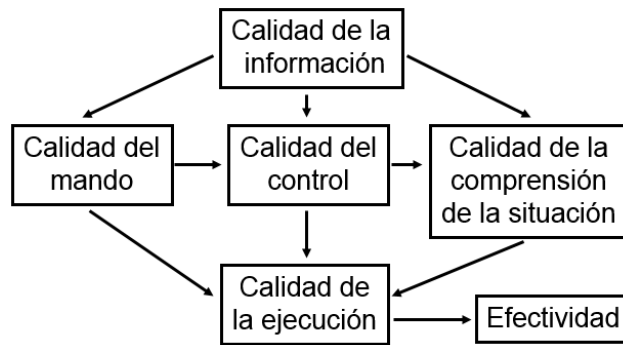 Calidad de la
información
Calidad del
mando
Calidad del
control
Calidad de la
comprensión
de la situación
Calidad de
la ejecución
Efectividad